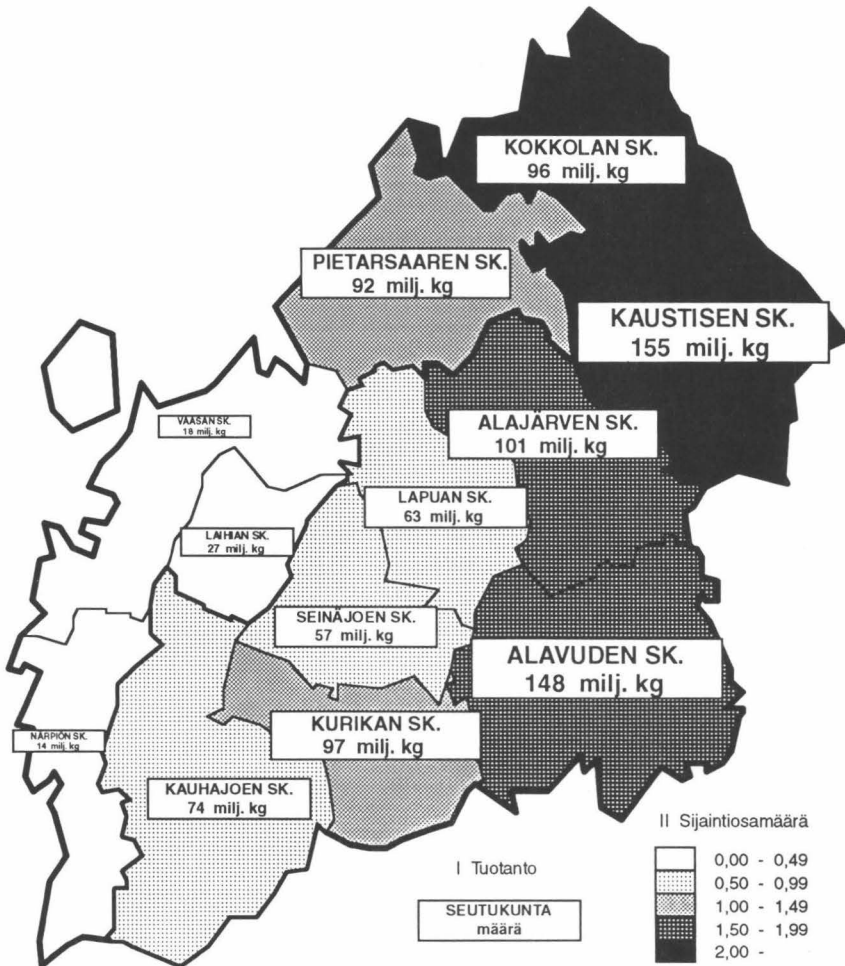 KOKKOLAN SK.
96 milj. kg
PIETARSAAREN SK.
92 milj. kg
KAUSTISEN SK.
155 milj. kg
VAASAN SK.
18 milj. kg
ALAJÄRVEN SK.
101 milj. kg
LAPUAN SK.
63 milj. kg
LAIHIAN SK.
27 milj. kg
SEINÄJOEN SK.
57 milj. kg
ALAVUDEN SK.
148 milj. kg
KURIKAN SK.
97 milj. kg
NÄRPIÖN SK.
14 milj. kg
KAUHAJOEN SK.
74 milj. kg
I Tuotanto
SEUTUKUNTA
määrä
II Sijaintiosamäärä
0,00 - 0,49
0,50 - 0,99
1,00 - 1,49
1,50 - 1,99
2,00 -